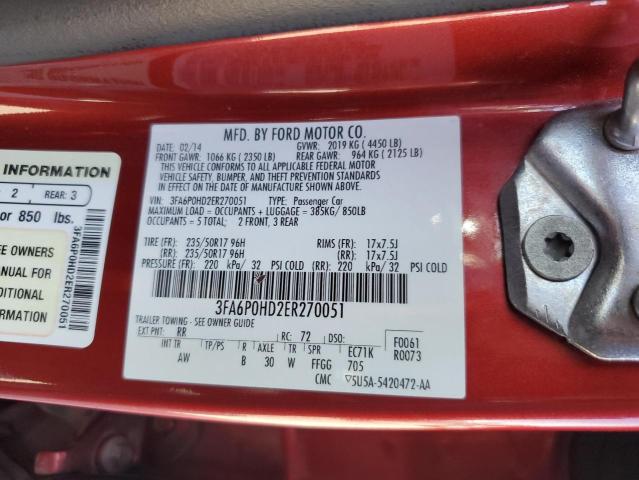 MFD. BY FORD MOTOR CO.
DATE: 02/14 GVWR: 2019 KG ( 4450 LB)
FRONT GAWR: 1066 KG ( 2350 LB) REAR GAWR: 964 KG ( 2125 LB)
THIS VEHICLE CONFORMS TO ALL APPLICABLE FEDERAL MOTOR
VEHICLE SAFETY, BUMPER, AND THEFT PREVENTION STANDARDS
IN EFFECT ON THE DATE OF MANUFACTURE SHOWN ABOVE.
VIN: 3FA6P0HD2ER270051 TYPE: Passenger Car
MAXIMUM LOAD = OCCUPANTS + LUGGAGE = 385KG/ 850LB
OCCUPANTS = 5 TOTAL; 2 FRONT, 3 REAR
TIRE (FR): 235/50R17 96H RIMS (FR): 17x7.5J
(RR): 235/50R17 96H (RR): 17x7.5J
PRESSURE (FR): 220 kPa/ 32 PSI COLD (RR): 220 kPa/ 32 PSI COLD
3FA6P0HD2ER270051
TRAILER TOWING - SEE OWNER GUIDE
EXT PNT: RR RC: 72 DSO: F0061
INT TR TP/PS R AXLE TR SPR EC71K R0073
AW B 30 W FFGG 705
CMC ▽5U5A-5420472-AA
INFORMATION
2 REAR: 3
or 850 lbs.
SEE OWNERS
MANUAL FOR
ADDITIONAL
INFORMATION
3FA6P0HD2ER270051